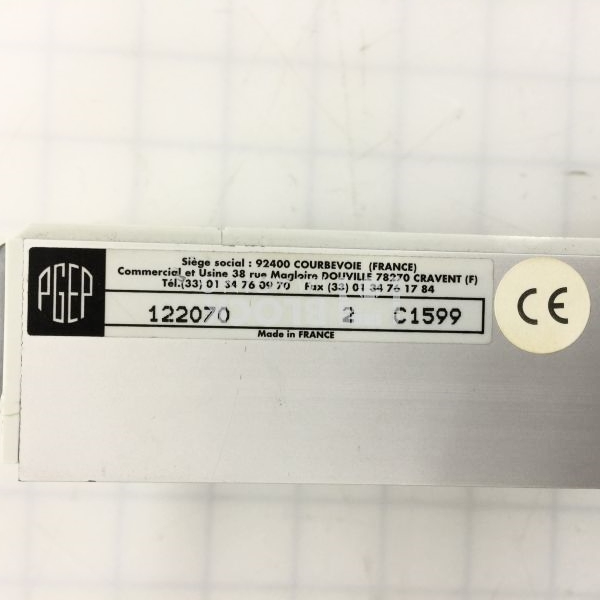 PGEP
Siège social : 92400 COURBEVOIE (FRANCE)
Commercial et Usine 38 rue Magloire DOUVILLE 78270 CRAVENT (F)
Tél.(33) 01 34 76 09 70 Fax (33) 01 34 76 17 84
122070 2 C1599
Made in FRANCE
CE